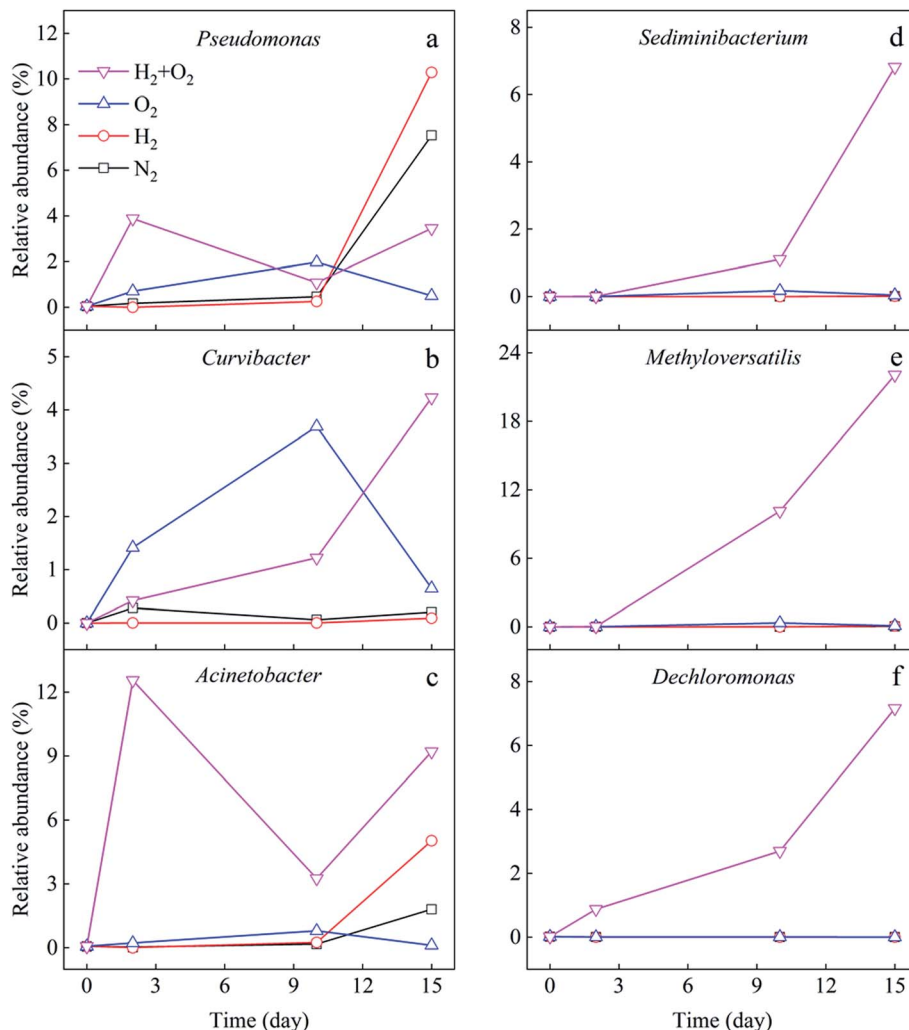 Pseudomonas
a
H₂+O₂
O₂
H₂
N₂
Relative abundance (%)
12
10
8
6
4
2
0
Curvibacter
b
Relative abundance (%)
5
4
3
2
1
0
Acinetobacter
c
Relative abundance (%)
12
9
6
3
0
0 3 6 9 12 15
Time (day)
Sediminibacterium
d
8
6
4
2
0
Methyloversatilis
e
24
18
12
6
0
Dechloromonas
f
8
6
4
2
0
0 3 6 9 12 15
Time (day)